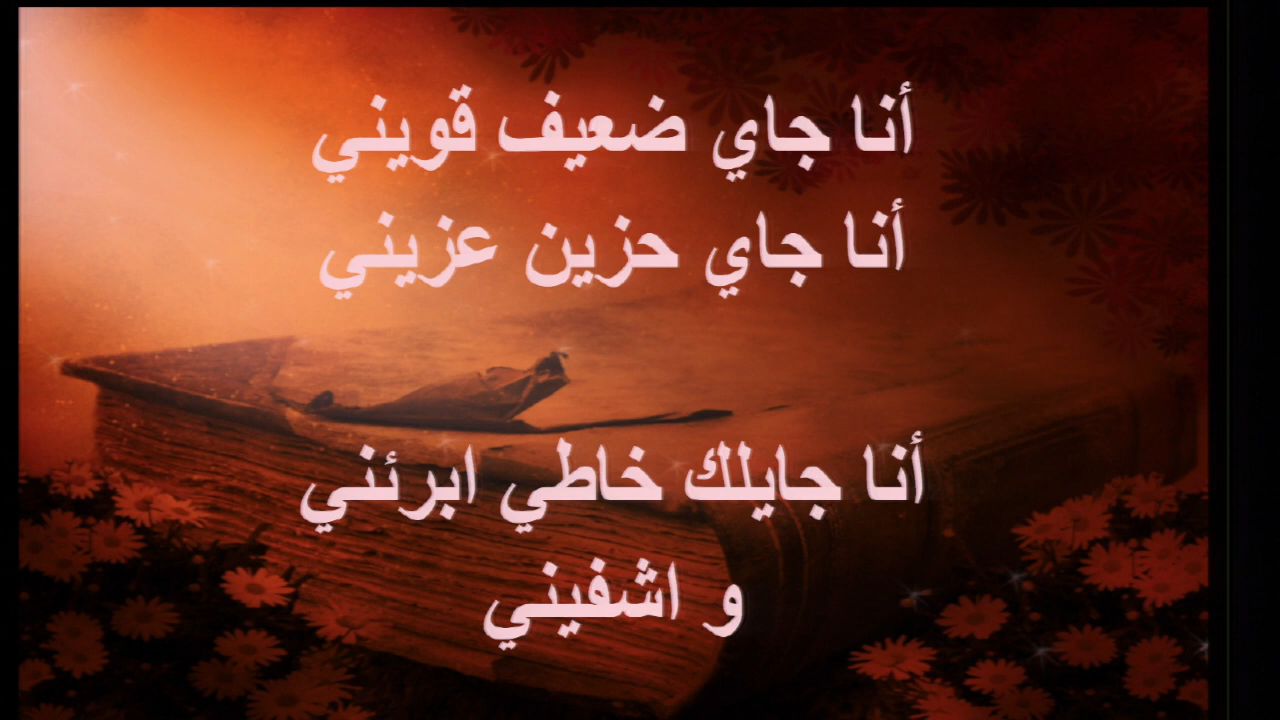 أنا جاي ضعيف قويني
أنا جاي حزين عزيني
أنا جايلك خاطي ابرئني
و اشفيني